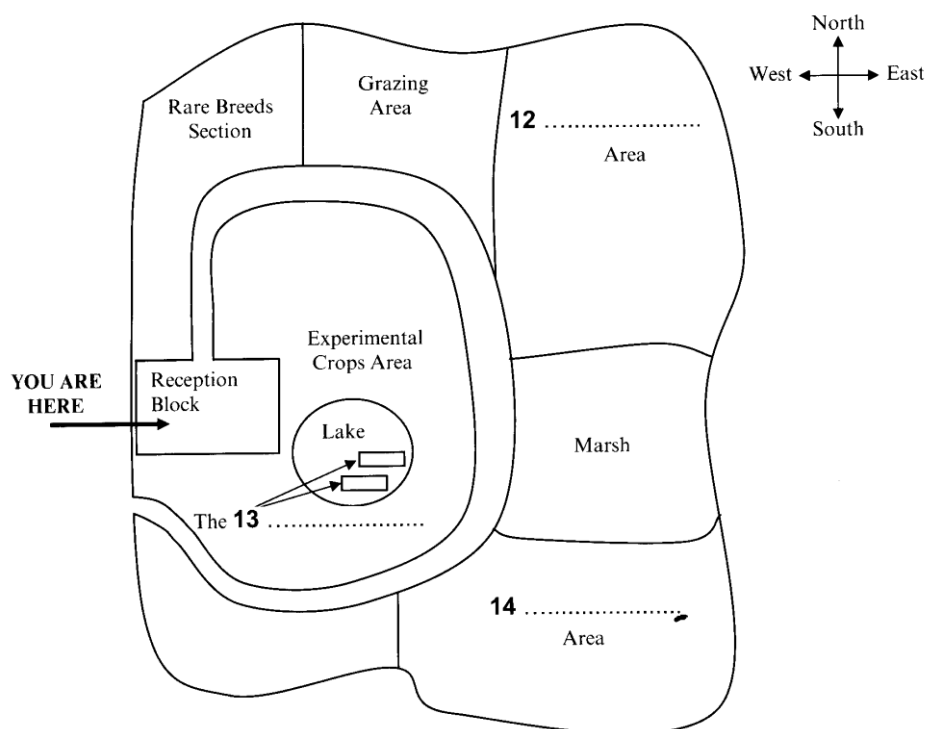 North
West East
South
Rare Breeds
Section
Grazing
Area
12 ........................
Area
Experimental
Crops Area
YOU ARE
HERE
Reception
Block
Lake
Marsh
The 13 ........................
14 ........................
Area